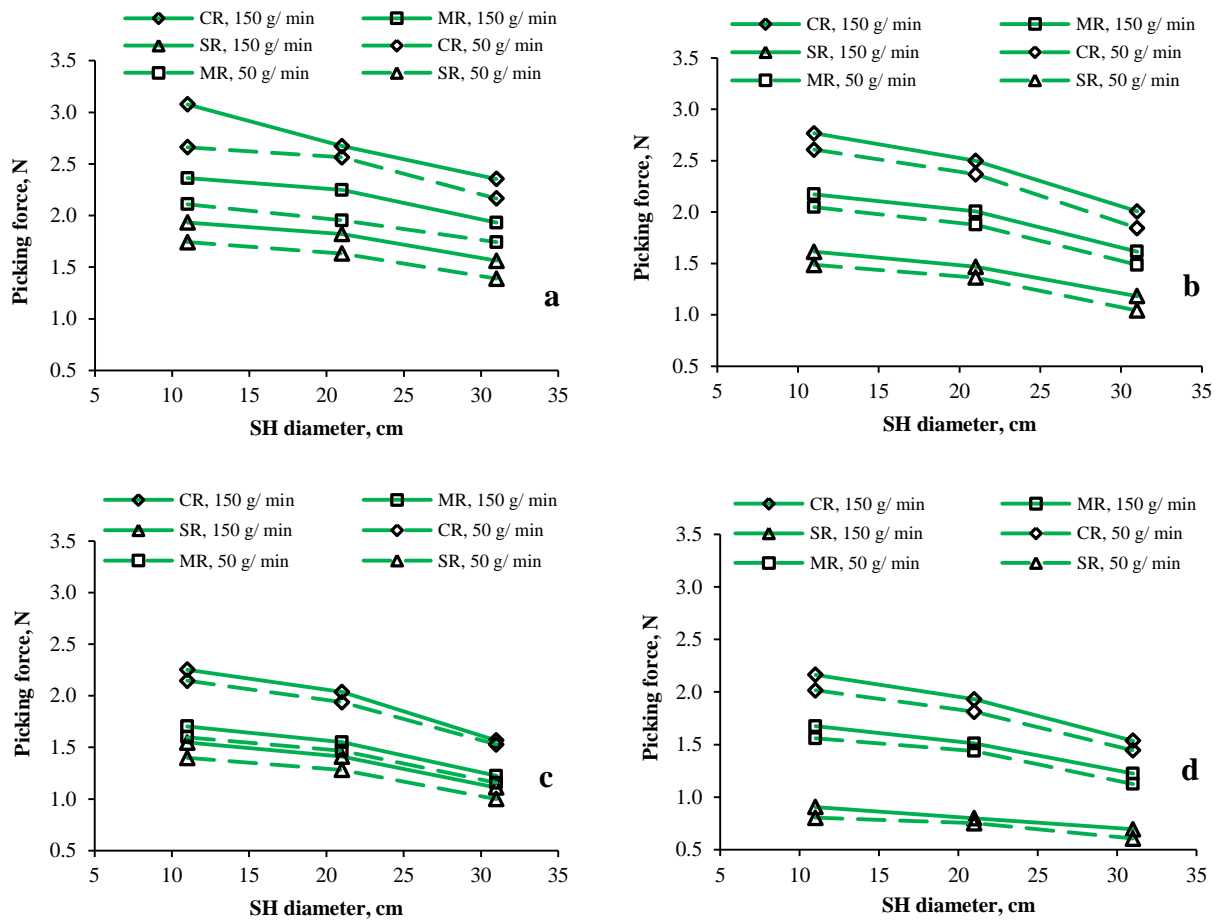 CR, 150 g/ min MR, 150 g/ min
SR, 150 g/ min CR, 50 g/ min
MR, 50 g/ min SR, 50 g/ min
3.5
3.0
2.5
2.0
1.5
1.0
0.5
Picking force, N
a
5 10 15 20 25 30 35
SH diameter, cm
CR, 150 g/ min MR, 150 g/ min
SR, 150 g/ min CR, 50 g/ min
MR, 50 g/ min SR, 50 g/ min
3.5
3.0
2.5
2.0
1.5
1.0
0.5
Picking force, N
b
5 10 15 20 25 30 35
SH diameter, cm
CR, 150 g/ min MR, 150 g/ min
SR, 150 g/ min CR, 50 g/ min
MR, 50 g/ min SR, 50 g/ min
3.5
3.0
2.5
2.0
1.5
1.0
0.5
Picking force, N
c
5 10 15 20 25 30 35
SH diameter, cm
CR, 150 g/ min MR, 150 g/ min
SR, 150 g/ min CR, 50 g/ min
MR, 50 g/ min SR, 50 g/ min
3.5
3.0
2.5
2.0
1.5
1.0
0.5
Picking force, N
d
5 10 15 20 25 30 35
SH diameter, cm